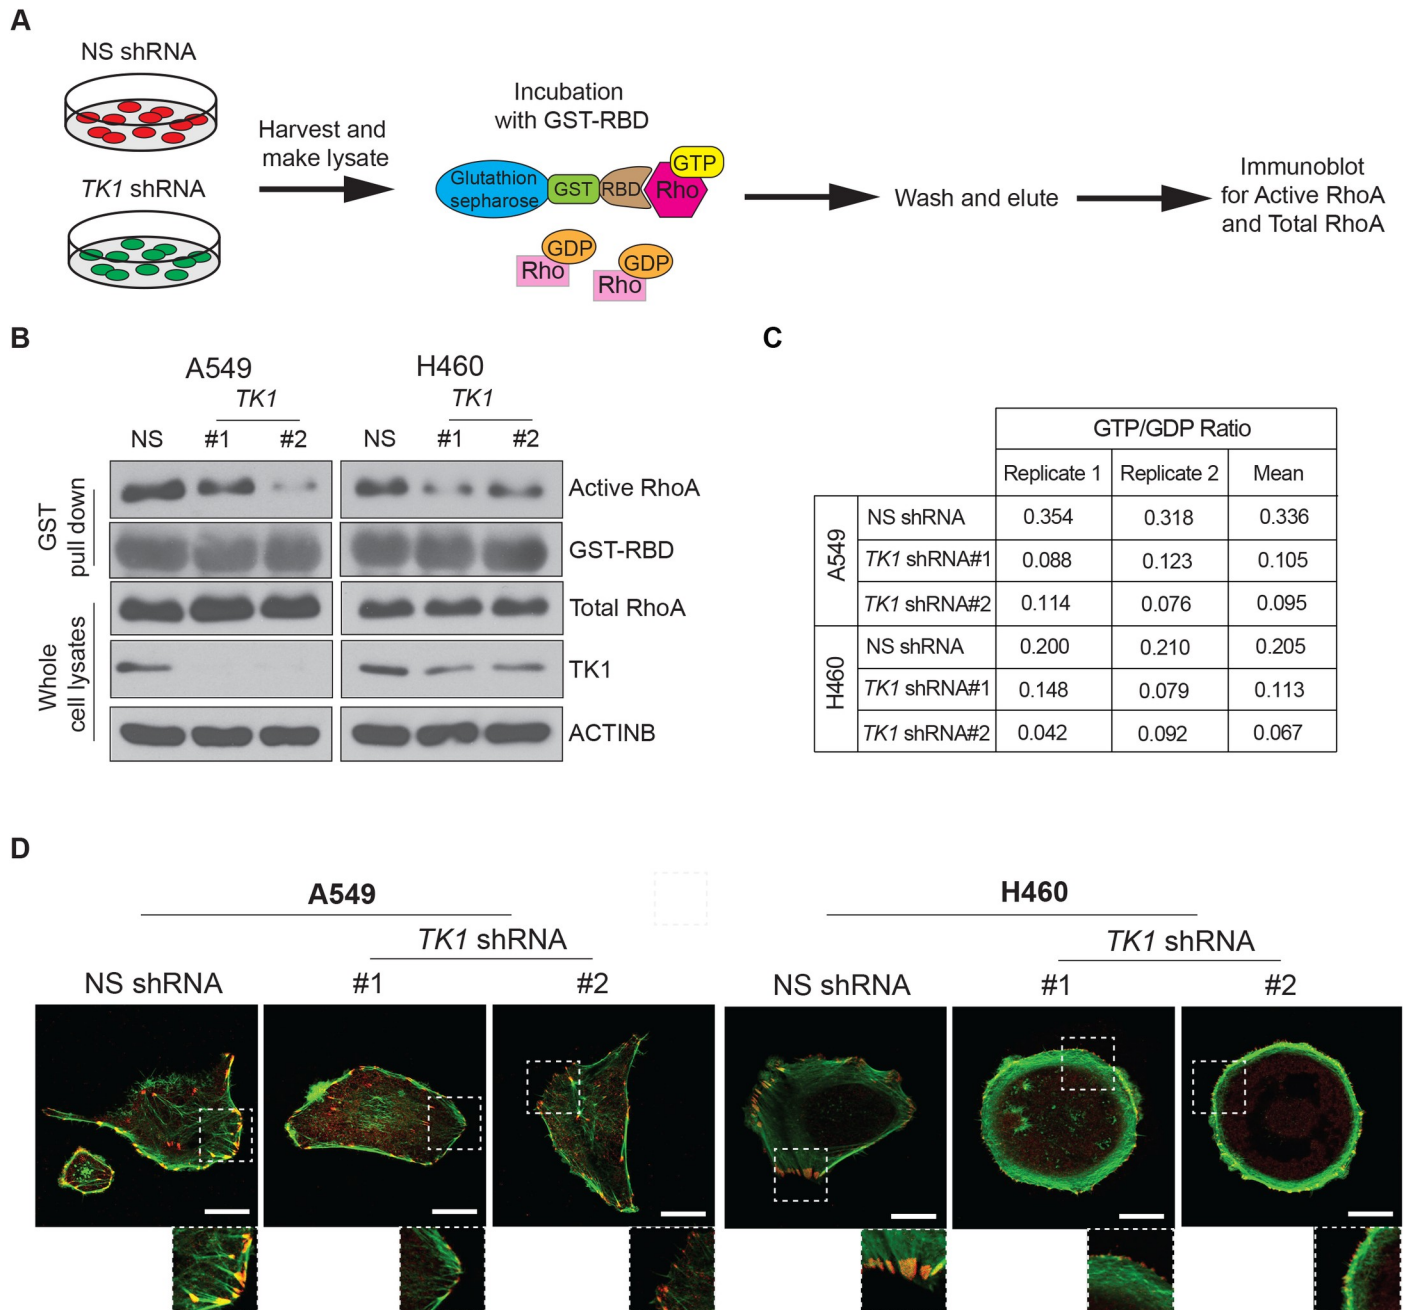 A
NS shRNA
TK1 shRNA
Harvest and
make lysate
Incubation
with GST-RBD
Glutathion
sepharose
GST
RBD
Rho
GTP
GDP
Rho
GDP
Rho
Wash and elute
Immunoblot
for Active RhoA
and Total RhoA
B
A549
TK1
NS #1 #2
H460
TK1
NS #1 #2
GST
pull down
Whole
cell lysates
Active RhoA
GST-RBD
Total RhoA
TK1
ACTINB
C
GTP/GDP Ratio
Replicate 1 Replicate 2 Mean
A549
NS shRNA 0.354 0.318 0.336
TK1 shRNA#1 0.088 0.123 0.105
TK1 shRNA#2 0.114 0.076 0.095
H460
NS shRNA 0.200 0.210 0.205
TK1 shRNA#1 0.148 0.079 0.113
TK1 shRNA#2 0.042 0.092 0.067
D
A549
TK1 shRNA
NS shRNA #1 #2
H460
TK1 shRNA
NS shRNA #1 #2